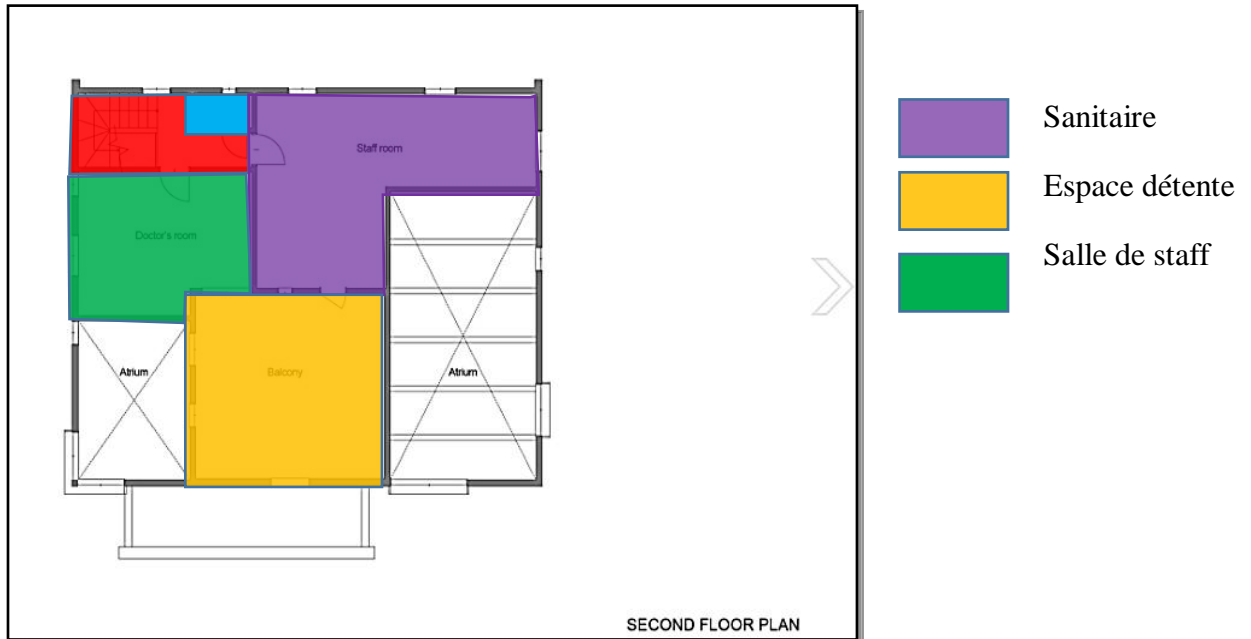 Staff room
Doctor's room
Atrium
Balcony
Atrium
SECOND FLOOR PLAN
Sanitaire
Espace détente
Salle de staff